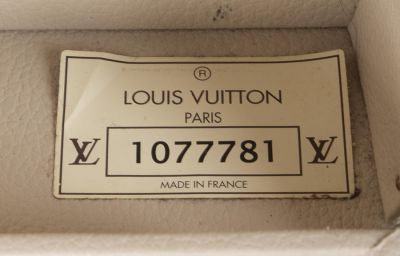 ®
LOUIS VUITTON
PARIS
LV 1077781 LV
MADE IN FRANCE